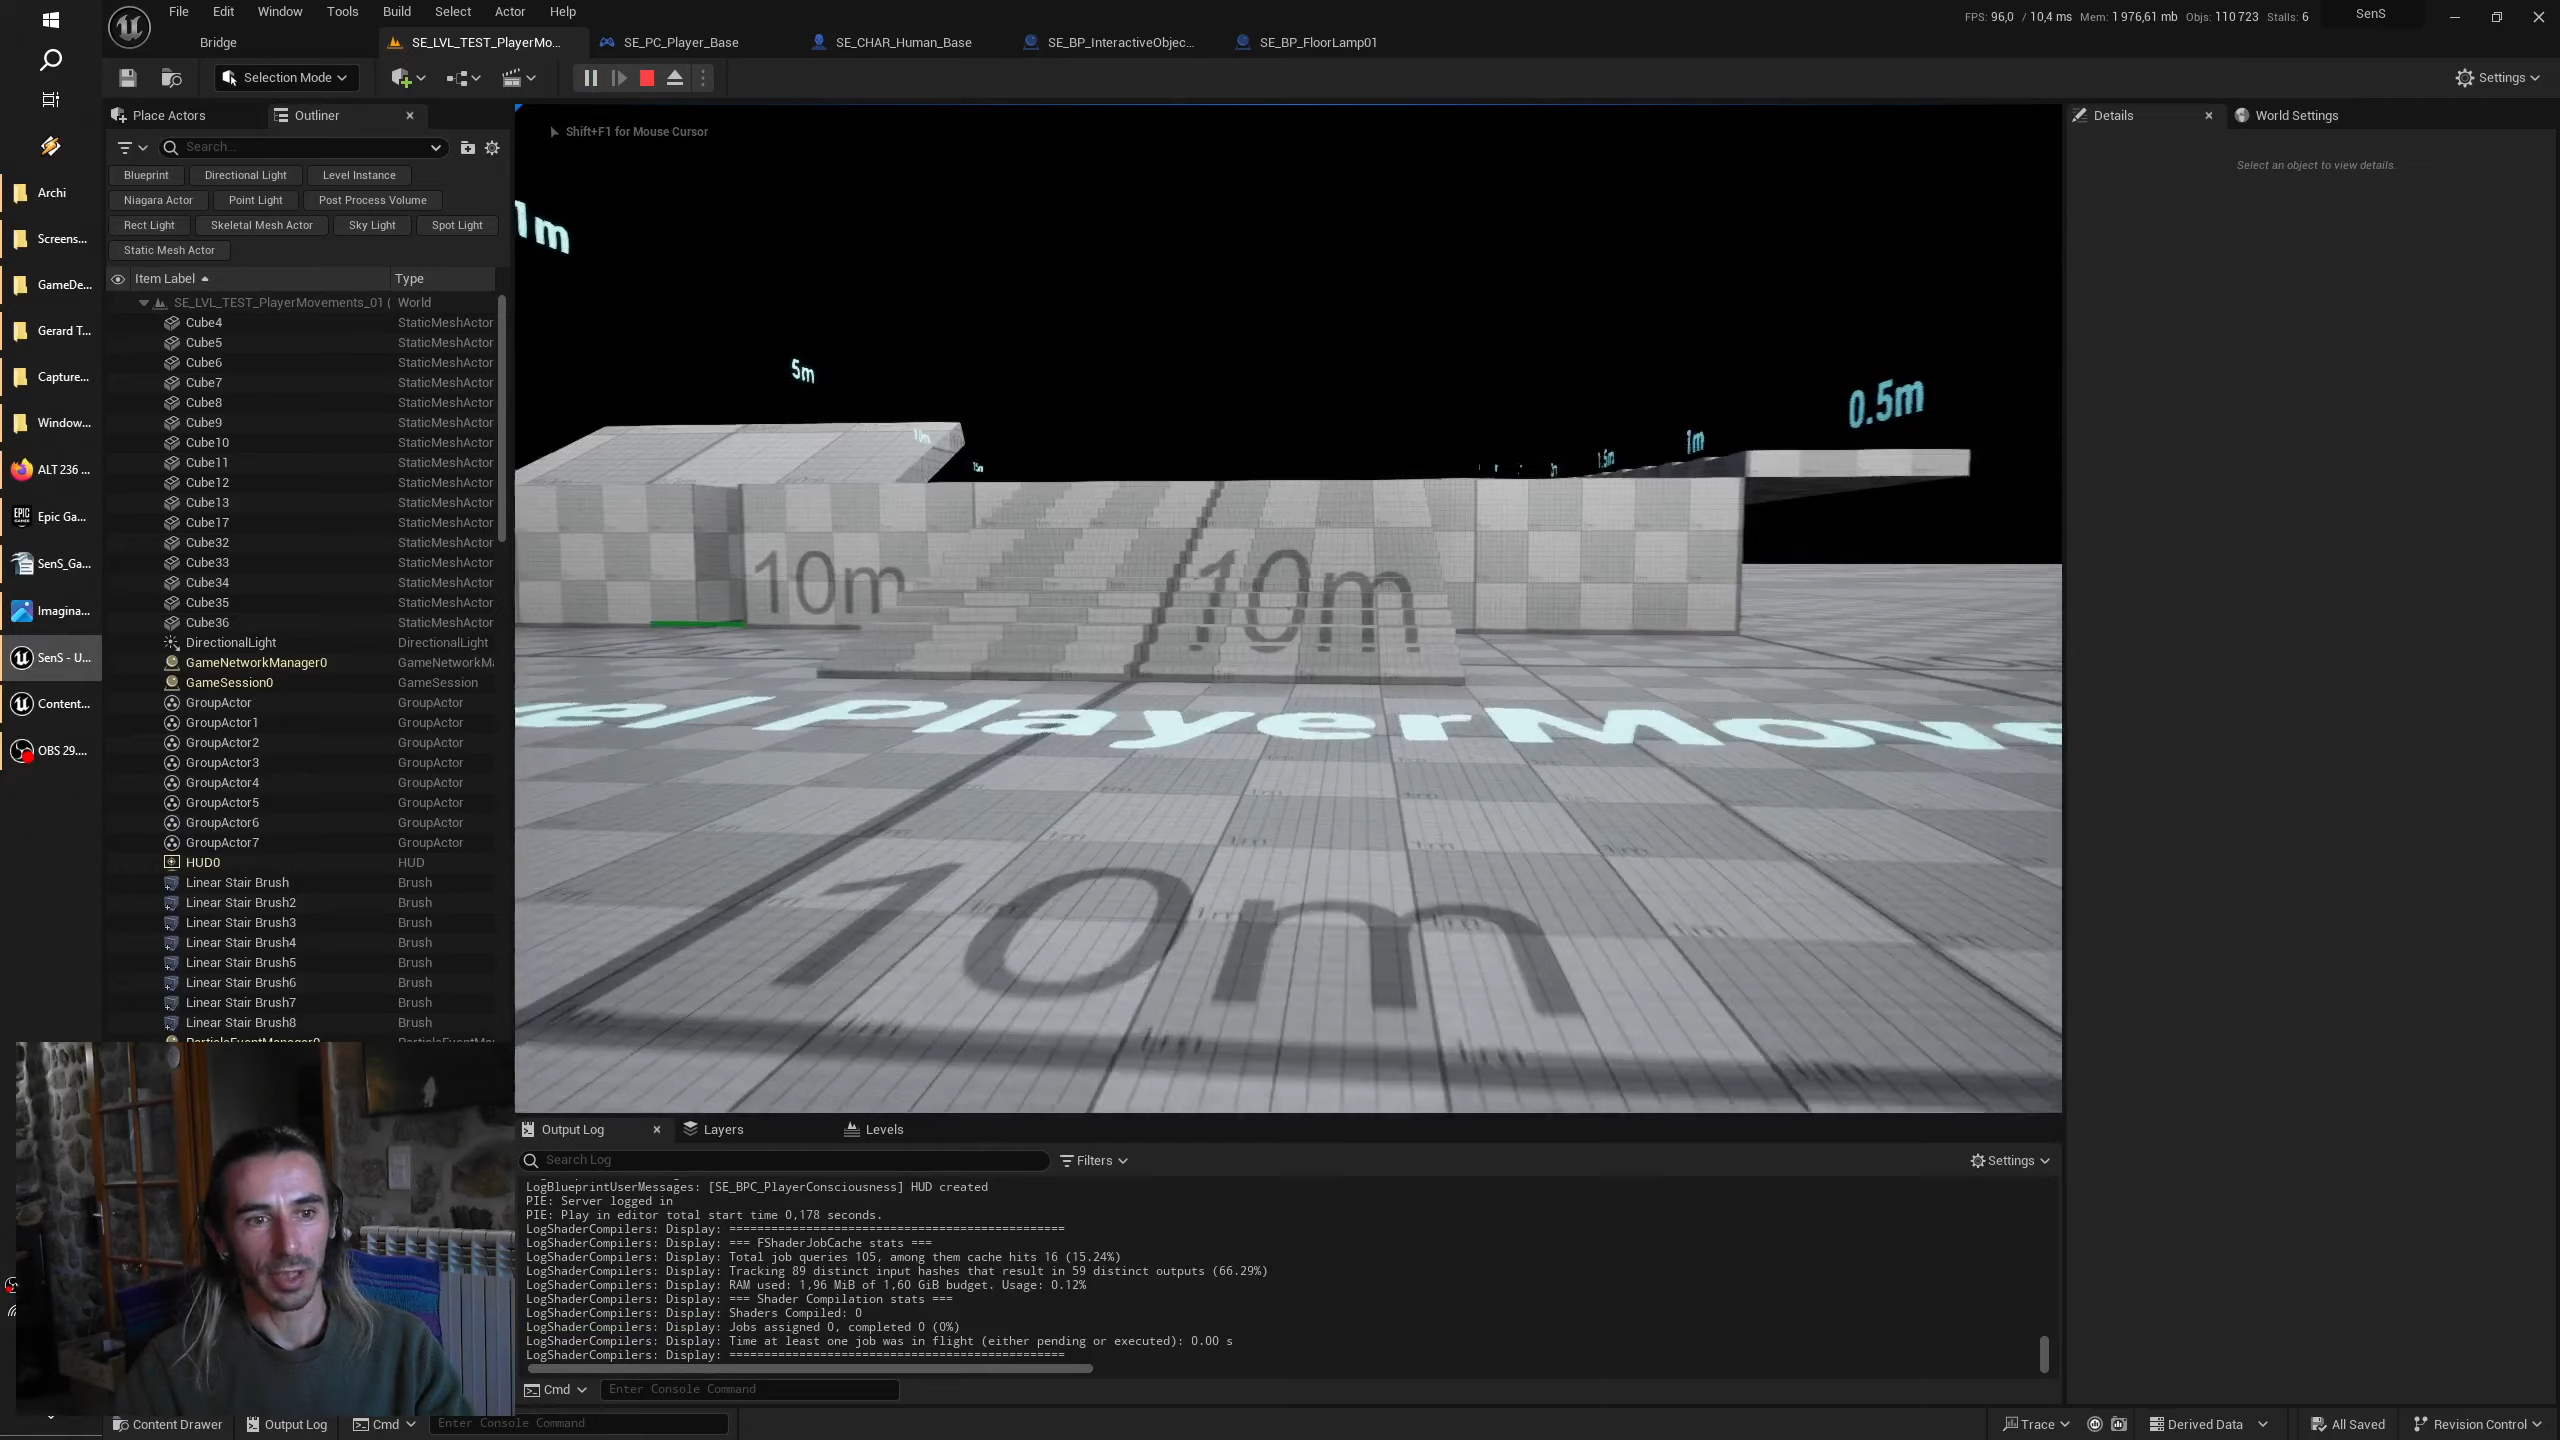 File Edit Window Tools Build Select Actor Help
FPS: 96,0 / 10,4 ms Mem: 1 976,61 mb Objs: 110 723 Stalls: 6 SenS
Bridge
SE_LVL_TEST_PlayerMo... SE_PC_Player_Base SE_CHAR_Human_Base SE_BP_InteractiveObjec... SE_BP_FloorLamp01
Selection Mode
Settings
Place Actors Outliner
Search...
Blueprint Directional Light Level Instance
Niagara Actor Point Light Post Process Volume
Rect Light Skeletal Mesh Actor Sky Light Spot Light
Static Mesh Actor
Item Label Type
SE_LVL_TEST_PlayerMovements_01 ( World
Cube4 StaticMeshActor
Cube5 StaticMeshActor
Cube6 StaticMeshActor
Cube7 StaticMeshActor
Cube8 StaticMeshActor
Cube9 StaticMeshActor
Cube10 StaticMeshActor
Cube11 StaticMeshActor
Cube12 StaticMeshActor
Cube13 StaticMeshActor
Cube17 StaticMeshActor
Cube32 StaticMeshActor
Cube33 StaticMeshActor
Cube34 StaticMeshActor
Cube35 StaticMeshActor
Cube36 StaticMeshActor
DirectionalLight DirectionalLight
GameNetworkManager0 GameNetworkMa
GameSession0 GameSession
GroupActor GroupActor
GroupActor1 GroupActor
GroupActor2 GroupActor
GroupActor3 GroupActor
GroupActor4 GroupActor
GroupActor5 GroupActor
GroupActor6 GroupActor
GroupActor7 GroupActor
HUD0 HUD
Linear Stair Brush Brush
Linear Stair Brush2 Brush
Linear Stair Brush3 Brush
Linear Stair Brush4 Brush
Linear Stair Brush5 Brush
Linear Stair Brush6 Brush
Linear Stair Brush7 Brush
Linear Stair Brush8 Brush
Archi
Screens...
GameDe...
Gerard T...
Capture...
Window...
ALT 236 ...
Epic Ga...
SenS_Ga...
Imagina...
SenS - U...
Content...
OBS 29....
Shift+F1 for Mouse Cursor
1m
5m
0.5m
1m
1.5m
10m
10m
PlayerMove
10m
Details World Settings
Select an object to view details.
Output Log Layers Levels
Search Log Filters Settings
LogBlueprintUserMessages: [SE_BPC_PlayerConsciousness] HUD created
PIE: Server logged in
PIE: Play in editor total start time 0,178 seconds.
LogShaderCompilers: Display: ================================================
LogShaderCompilers: Display: === FShaderJobCache stats ===
LogShaderCompilers: Display: Total job queries 105, among them cache hits 16 (15.24%)
LogShaderCompilers: Display: Tracking 89 distinct input hashes that result in 59 distinct outputs (66.29%)
LogShaderCompilers: Display: RAM used: 1,96 MiB of 1,60 GiB budget. Usage: 0.12%
LogShaderCompilers: Display: === Shader Compilation stats ===
LogShaderCompilers: Display: Shaders Compiled: 0
LogShaderCompilers: Display: Jobs assigned 0, completed 0 (0%)
LogShaderCompilers: Display: Time at least one job was in flight (either pending or executed): 0.00 s
LogShaderCompilers: Display: ================================================
Cmd Enter Console Command
Content Drawer Output Log Cmd Enter Console Command
Trace Derived Data All Saved Revision Control